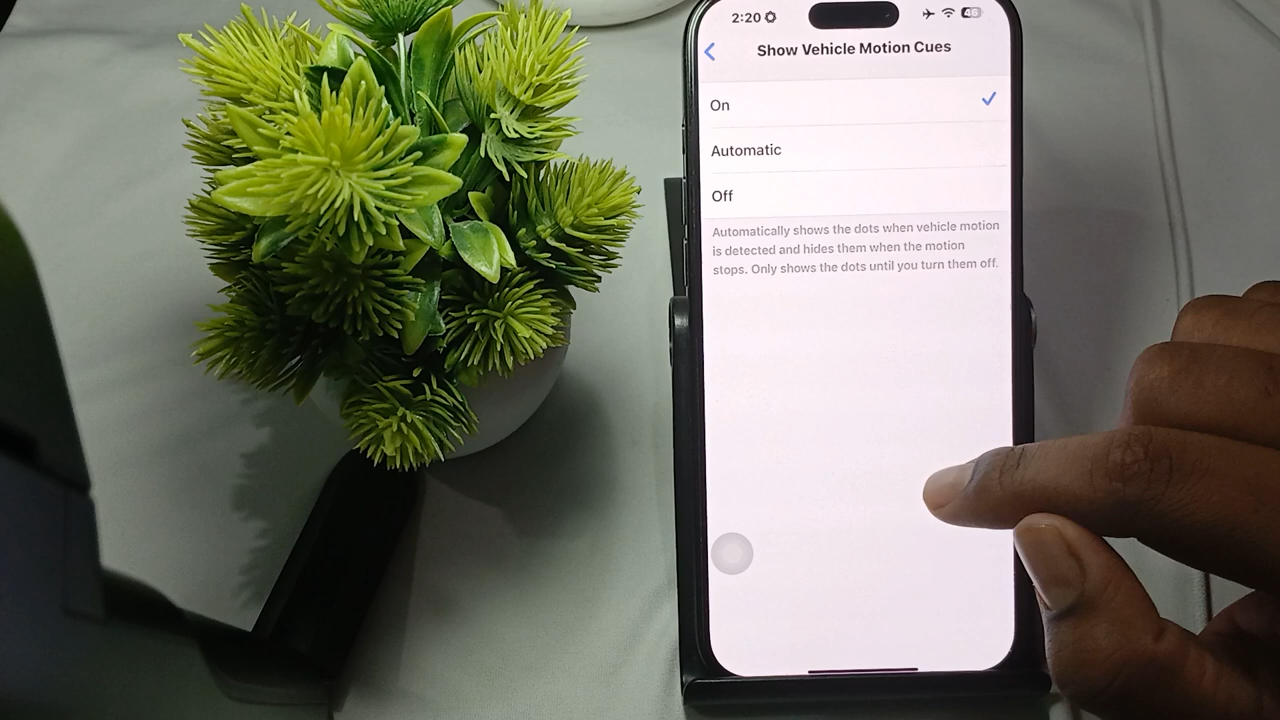 2:20
46
Show Vehicle Motion Cues
On
Automatic
Off
Automatically shows the dots when vehicle motion
is detected and hides them when the motion
stops. Only shows the dots until you turn them off.